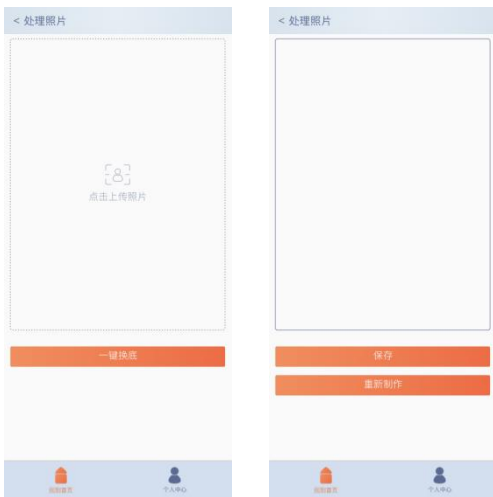 < 处理照片
点击上传照片
一键换底
个人中心
< 处理照片
保存
重新制作
个人中心